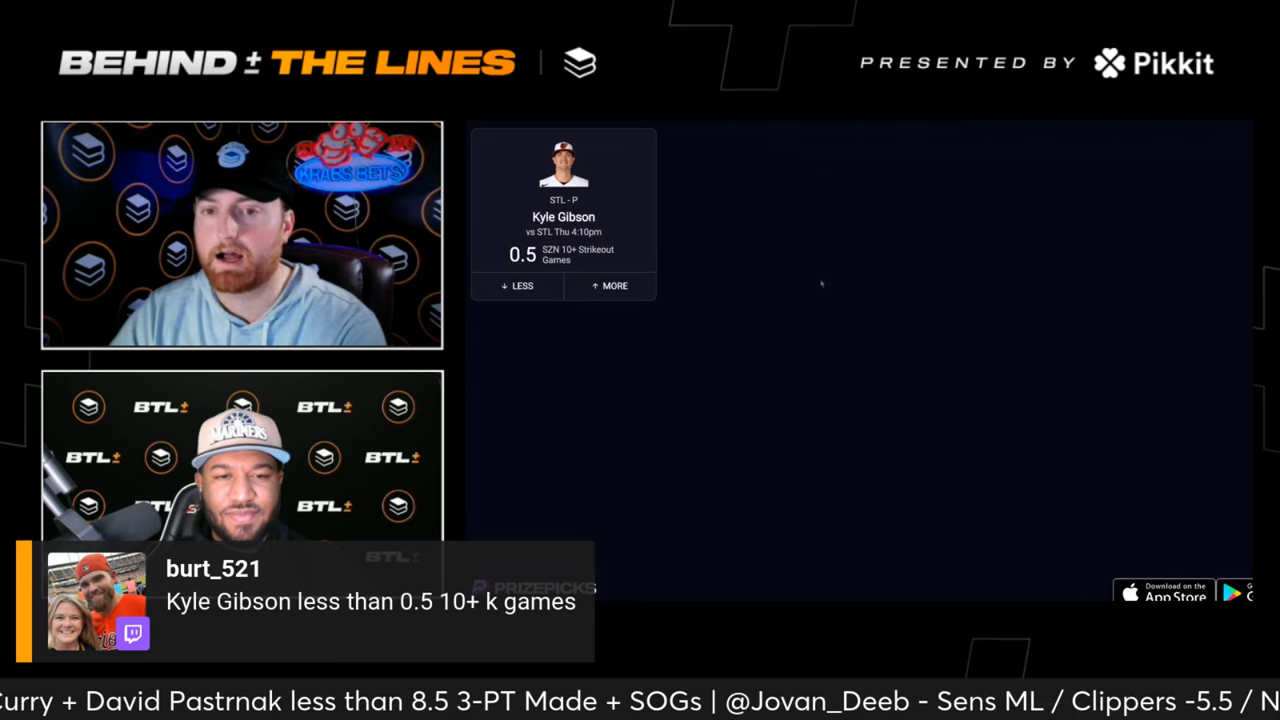 BEHIND ± THE LINES
PRESENTED BY Pikkit
KRABS BETS
STL - P
Kyle Gibson
vs STL Thu 4:10pm
0.5 SZN 10+ Strikeout Games
↓ LESS
↑ MORE
BTL± BTL±
BTL± BTL±
BTL±
BTL±
MARINERS
PRIZEPICKS
Download on the
App Store
burt_521
Kyle Gibson less than 0.5 10+ k games
Curry + David Pastrnak less than 8.5 3-PT Made + SOGs | @Jovan_Deeb - Sens ML / Clippers -5.5 / N